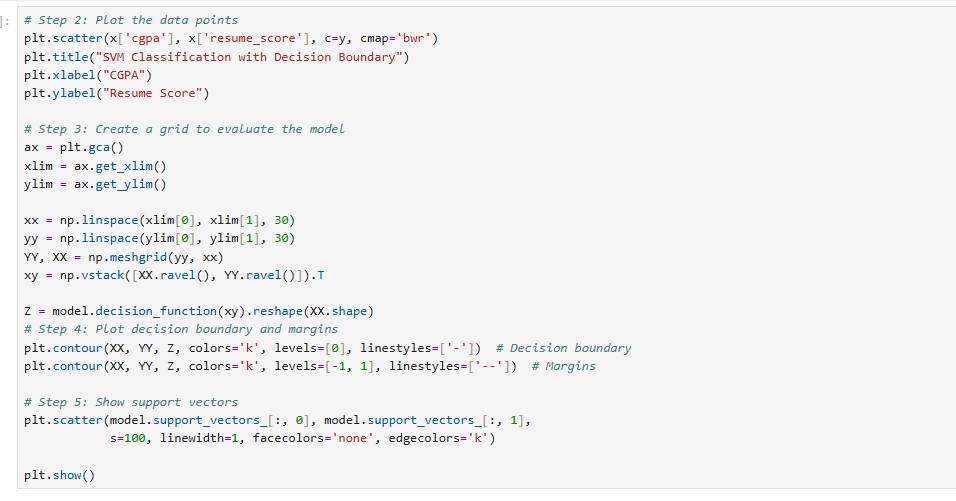 ]:
# Step 2: Plot the data points
plt.scatter(x['cgpa'], x['resume_score'], c=y, cmap='bwr')
plt.title("SVM Classification with Decision Boundary")
plt.xlabel("CGPA")
plt.ylabel("Resume Score")
# Step 3: Create a grid to evaluate the model
ax = plt.gca()
xlim = ax.get_xlim()
ylim = ax.get_ylim()
xx = np.linspace(xlim[0], xlim[1], 30)
yy = np.linspace(ylim[0], ylim[1], 30)
YY, XX = np.meshgrid(yy, xx)
xy = np.vstack([XX.ravel(), YY.ravel()]).T
Z = model.decision_function(xy).reshape(XX.shape)
# Step 4: Plot decision boundary and margins
plt.contour(XX, YY, Z, colors='k', levels=[0], linestyles=['-'])  # Decision boundary
plt.contour(XX, YY, Z, colors='k', levels=[-1, 1], linestyles=['--'])  # Margins
# Step 5: Show support vectors
plt.scatter(model.support_vectors_[:, 0], model.support_vectors_[:, 1],
            s=100, linewidth=1, facecolors='none', edgecolors='k')
plt.show()